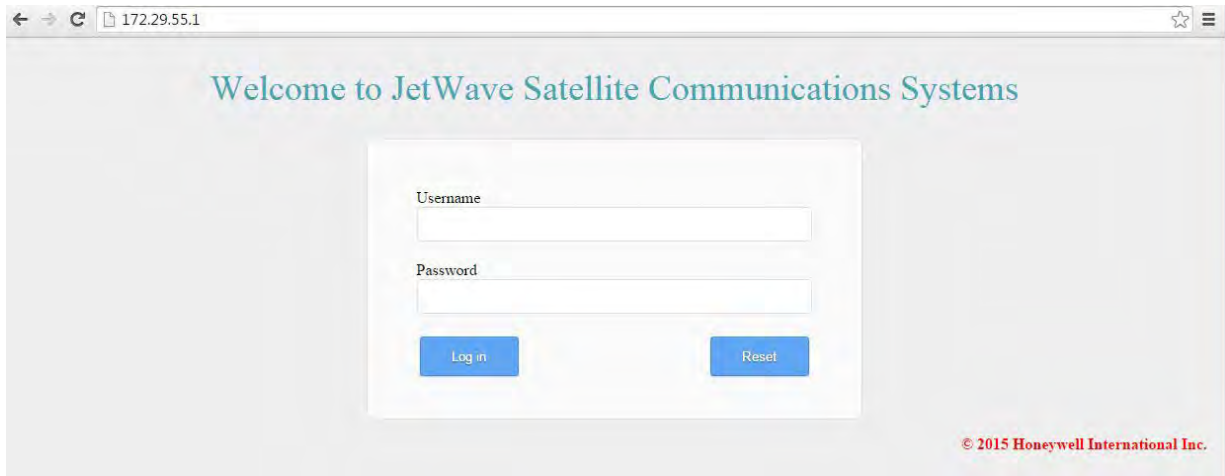 172.29.55.1
Welcome to JetWave Satellite Communications Systems
Username
Password
Log in
Reset
© 2015 Honeywell International Inc.